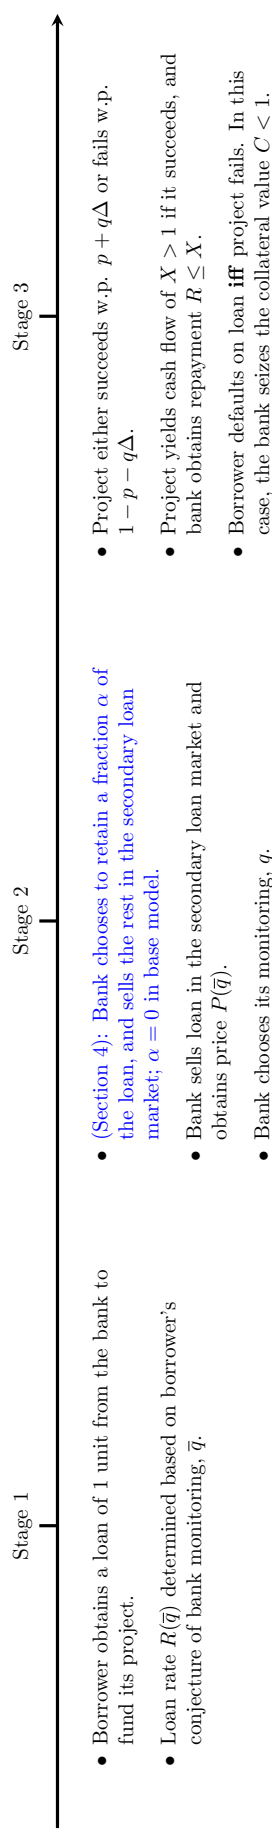 Stage 1
• Borrower obtains a loan of 1 unit from the bank to
fund its project.
• Loan rate R(q̅) determined based on borrower's
conjecture of bank monitoring, q̅.
Stage 2
• (Section 4): Bank chooses to retain a fraction α of
the loan, and sells the rest in the secondary loan
market; α = 0 in base model.
• Bank sells loan in the secondary loan market and
obtains price P(q̅).
• Bank chooses its monitoring, q.
Stage 3
• Project either succeeds w.p. p + qΔ or fails w.p.
1 − p − qΔ.
• Project yields cash flow of X > 1 if it succeeds, and
bank obtains repayment R ≤ X.
• Borrower defaults on loan iff project fails. In this
case, the bank seizes the collateral value C < 1.